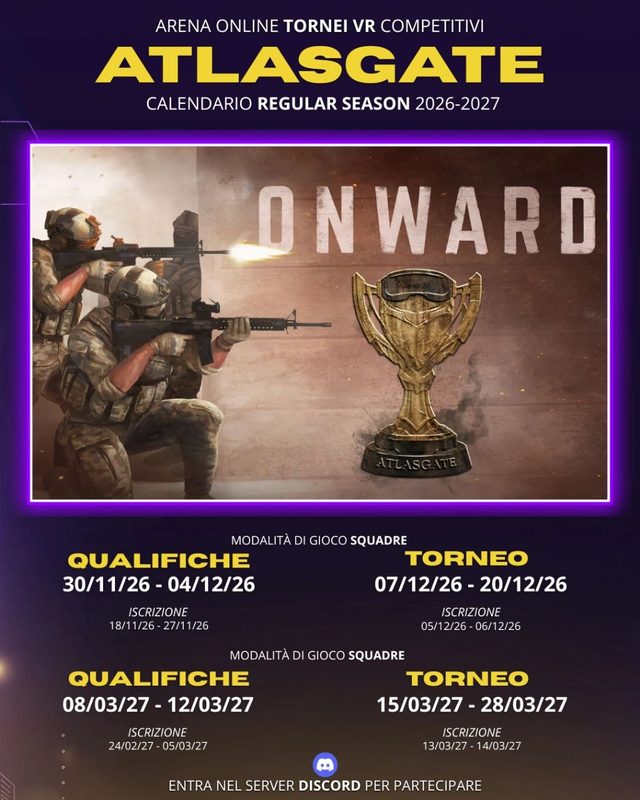 ARENA ONLINE TORNEI VR COMPETITIVI
ATLASGATE
CALENDARIO REGULAR SEASON 2026-2027
ONWARD
ATLASGATE
MODALITÀ DI GIOCO SQUADRE
QUALIFICHE
30/11/26 - 04/12/26
ISCRIZIONE
18/11/26 - 27/11/26
TORNEO
07/12/26 - 20/12/26
ISCRIZIONE
05/12/26 - 06/12/26
MODALITÀ DI GIOCO SQUADRE
QUALIFICHE
08/03/27 - 12/03/27
ISCRIZIONE
24/02/27 - 05/03/27
TORNEO
15/03/27 - 28/03/27
ISCRIZIONE
13/03/27 - 14/03/27
ENTRA NEL SERVER DISCORD PER PARTECIPARE